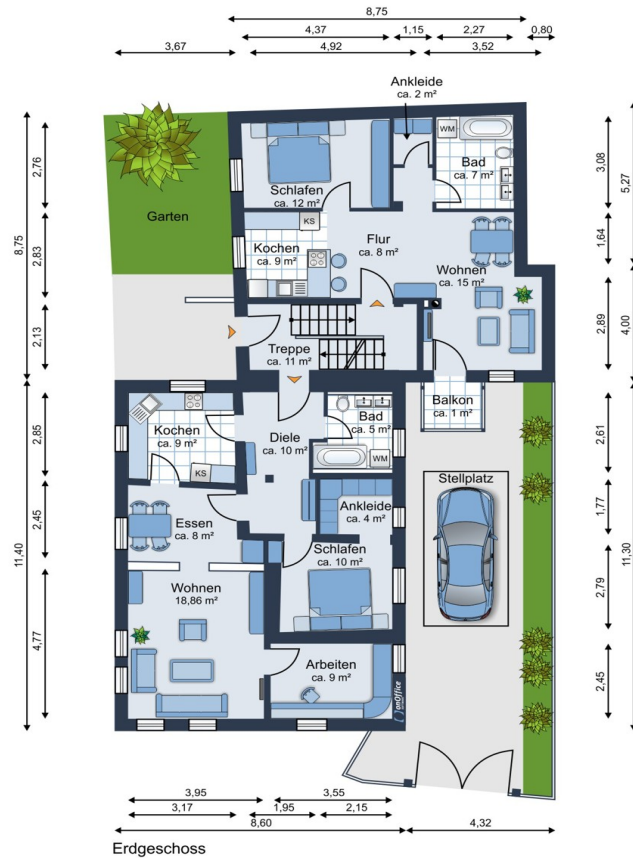 8,75
4,37
1,15
2,27
0,80
3,67
4,92
3,52
Ankleide
ca. 2 m²
WM
Bad
ca. 7 m²
Schlafen
ca. 12 m²
Garten
KS
Kochen
ca. 9 m²
Flur
ca. 8 m²
Wohnen
ca. 15 m²
Treppe
ca. 11 m²
Balkon
ca. 1 m²
Kochen
ca. 9 m²
KS
Diele
ca. 10 m²
Bad
ca. 5 m²
WM
Stellplatz
Ankleide
ca. 4 m²
Essen
ca. 8 m²
Schlafen
ca. 10 m²
Wohnen
18,86 m²
Arbeiten
ca. 9 m²
onOffice
8,75
2,76
2,83
2,13
11,40
2,85
2,45
4,77
3,08
1,64
2,89
5,27
4,00
2,61
1,77
2,79
2,45
11,30
3,95
3,55
3,17
1,95
2,15
8,60
4,32
Erdgeschoss